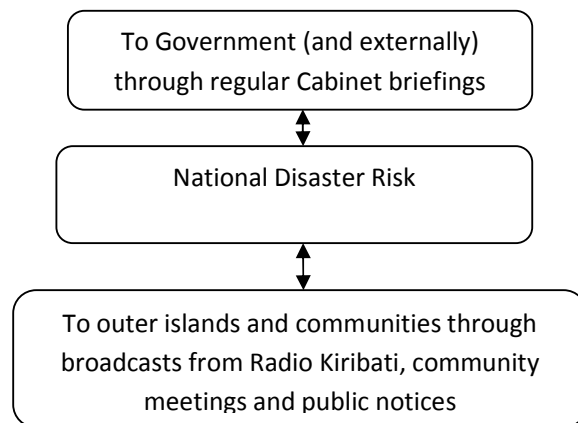 To Government (and externally)
through regular Cabinet briefings
National Disaster Risk
To outer islands and communities through
broadcasts from Radio Kiribati, community
meetings and public notices